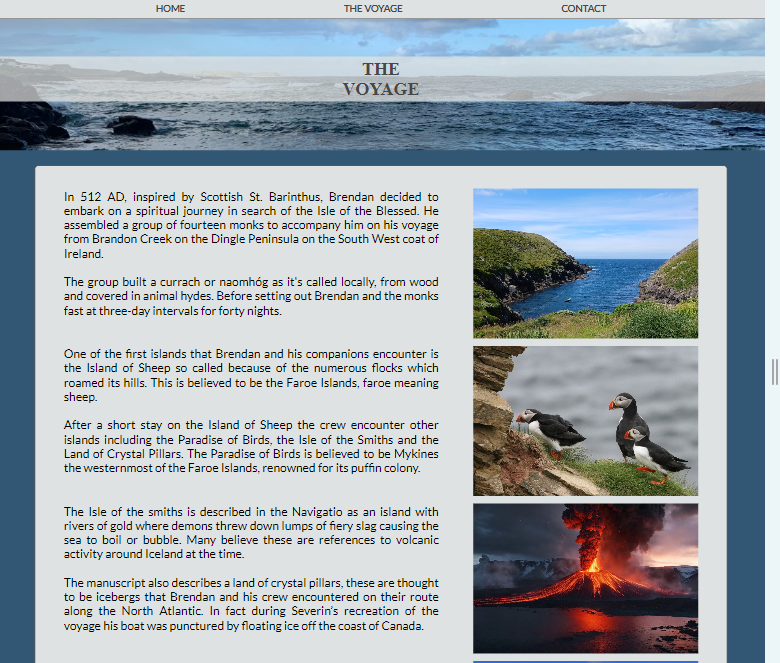 HOME THE VOYAGE CONTACT
THE
VOYAGE
In 512 AD, inspired by Scottish St. Barinthus, Brendan decided to
embark on a spiritual journey in search of the Isle of the Blessed. He
assembled a group of fourteen monks to accompany him on his voyage
from Brandon Creek on the Dingle Peninsula on the South West coat of
Ireland.
The group built a currach or naomhóg as it's called locally, from wood
and covered in animal hydes. Before setting out Brendan and the monks
fast at three-day intervals for forty nights.
One of the first islands that Brendan and his companions encounter is
the Island of Sheep so called because of the numerous flocks which
roamed its hills. This is believed to be the Faroe Islands, faroe meaning
sheep.
After a short stay on the Island of Sheep the crew encounter other
islands including the Paradise of Birds, the Isle of the Smiths and the
Land of Crystal Pillars. The Paradise of Birds is believed to be Mykines
the westernmost of the Faroe Islands, renowned for its puffin colony.
The Isle of the smiths is described in the Navigatio as an island with
rivers of gold where demons threw down lumps of fiery slag causing the
sea to boil or bubble. Many believe these are references to volcanic
activity around Iceland at the time.
The manuscript also describes a land of crystal pillars, these are thought
to be icebergs that Brendan and his crew encountered on their route
along the North Atlantic. In fact during Severin's recreation of the
voyage his boat was punctured by floating ice off the coast of Canada.